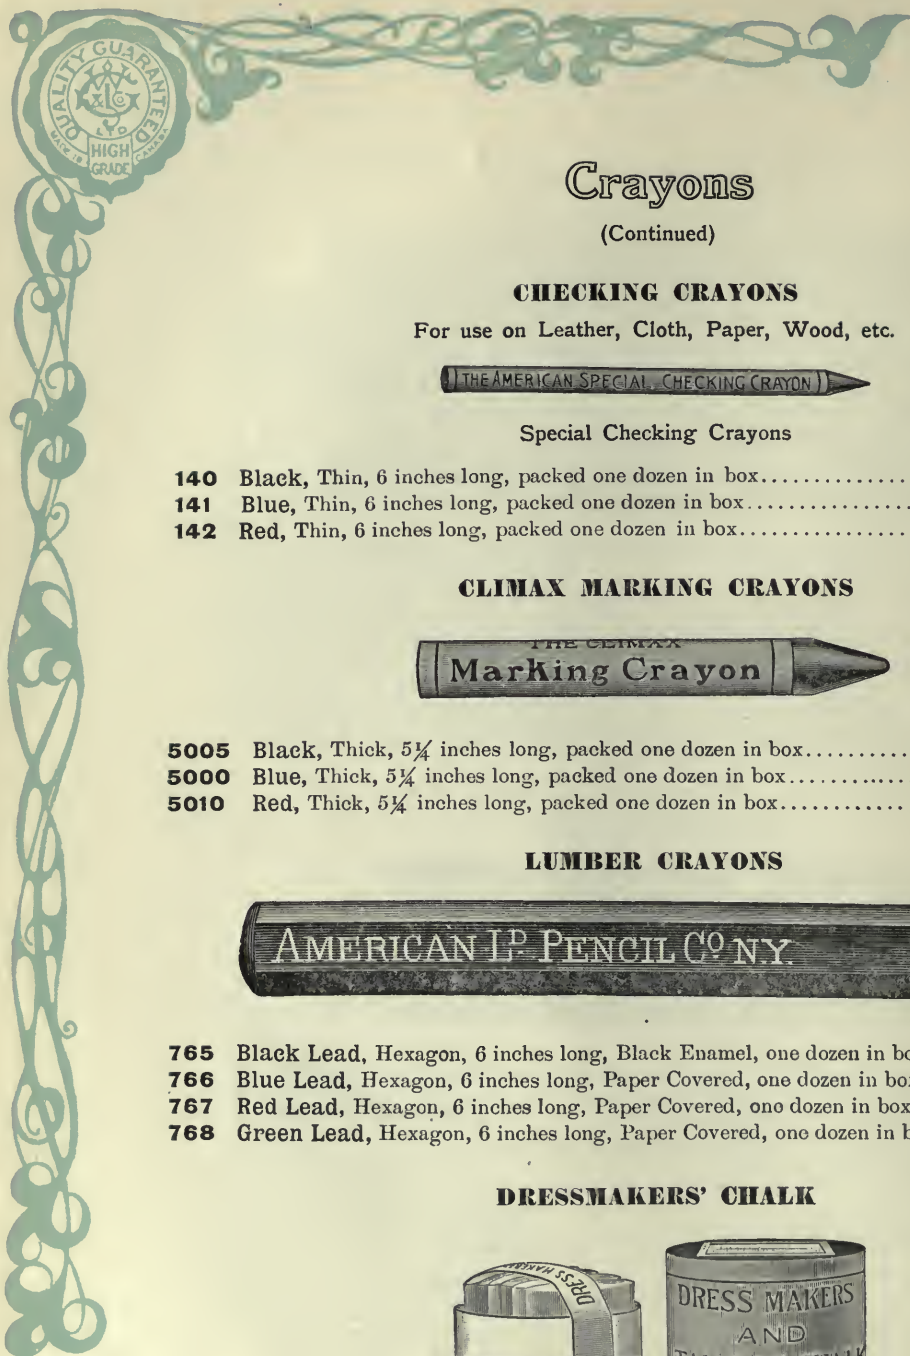 QUALITY GUARANTEED
LTD
MADE IN CANADA
HIGH
GRADE
Crayons
(Continued)
CHECKING CRAYONS
For use on Leather, Cloth, Paper, Wood, etc.
THE AMERICAN SPECIAL CHECKING CRAYON
Special Checking Crayons
140 Black, Thin, 6 inches long, packed one dozen in box...............
141 Blue, Thin, 6 inches long, packed one dozen in box.................
142 Red, Thin, 6 inches long, packed one dozen in box.................
CLIMAX MARKING CRAYONS
THE CLIMAX
Marking Crayon
5005 Black, Thick, 5¼ inches long, packed one dozen in box..........
5000 Blue, Thick, 5¼ inches long, packed one dozen in box............
5010 Red, Thick, 5¼ inches long, packed one dozen in box............
LUMBER CRAYONS
AMERICAN LD PENCIL CO. N.Y.
765 Black Lead, Hexagon, 6 inches long, Black Enamel, one dozen in
766 Blue Lead, Hexagon, 6 inches long, Paper Covered, one dozen in
767 Red Lead, Hexagon, 6 inches long, Paper Covered, one dozen in box
768 Green Lead, Hexagon, 6 inches long, Paper Covered, one dozen in
DRESSMAKERS' CHALK
DRESS MAKERS
AND